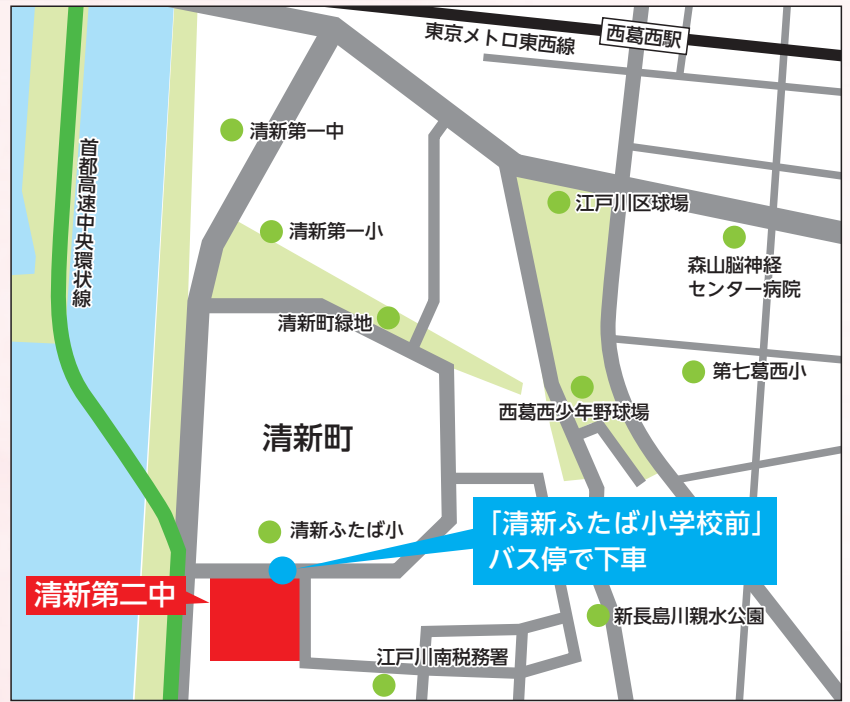 東京メトロ東西線
西葛西駅
首都高速中央環状線
清新第一中
江戸川区球場
清新第一小
森山脳神経
センター病院
清新町緑地
第七葛西小
西葛西少年野球場
清新町
清新ふたば小
「清新ふたば小学校前」
バス停で下車
清新第二中
新長島川親水公園
江戸川南税務署